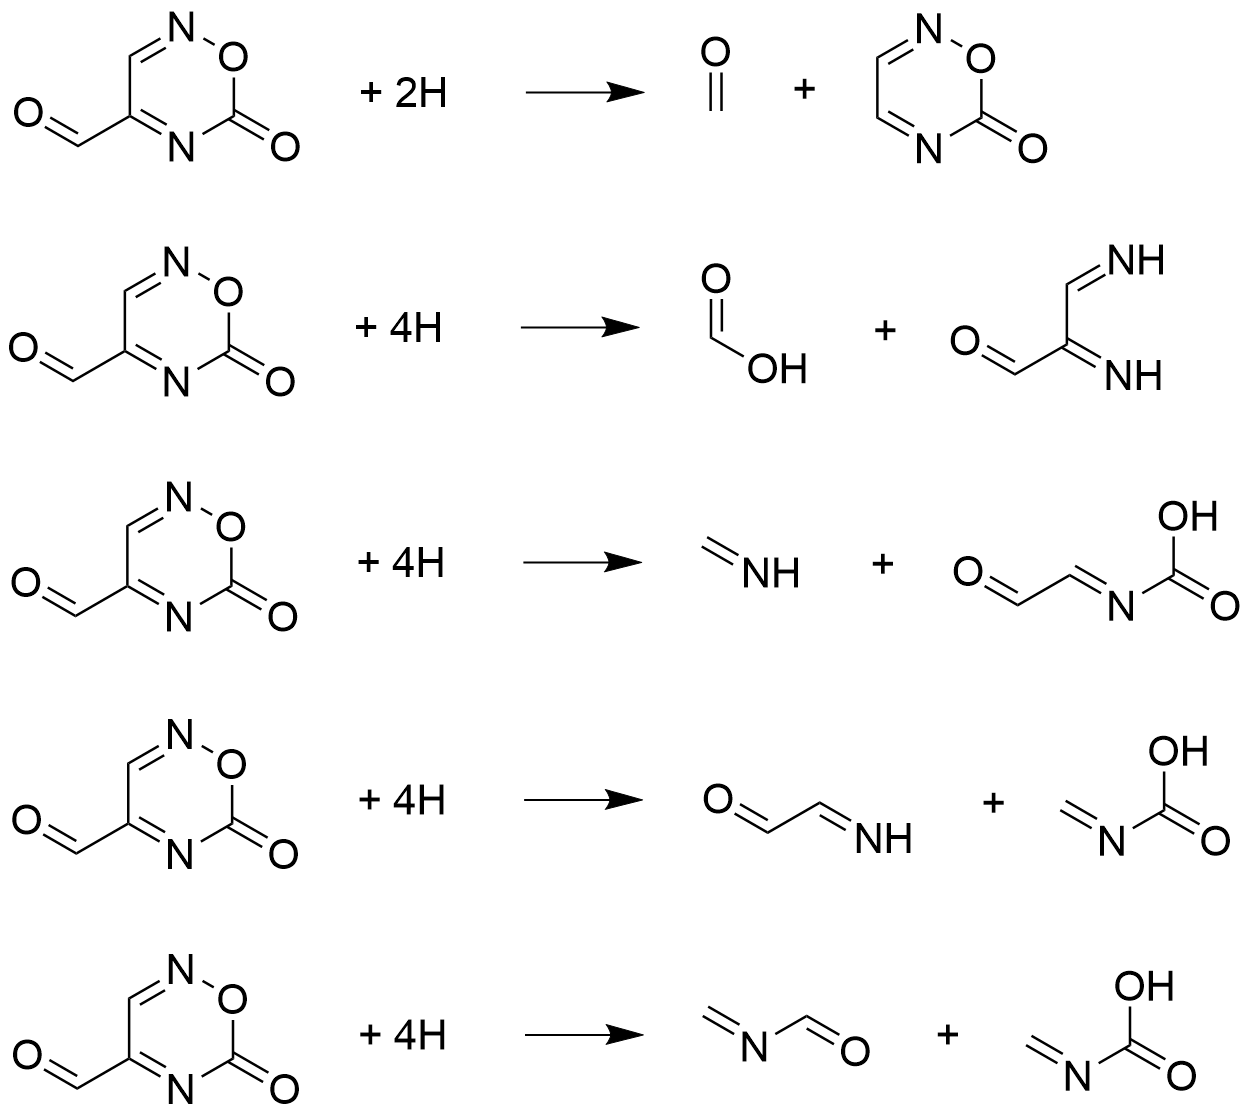 N O O N O + 2H O + N O N O
N O O N O + 4H O OH + NH O NH
N O O N O + 4H NH + OH O N O
N O O N O + 4H O NH + OH N O
N O O N O + 4H N O + OH N O